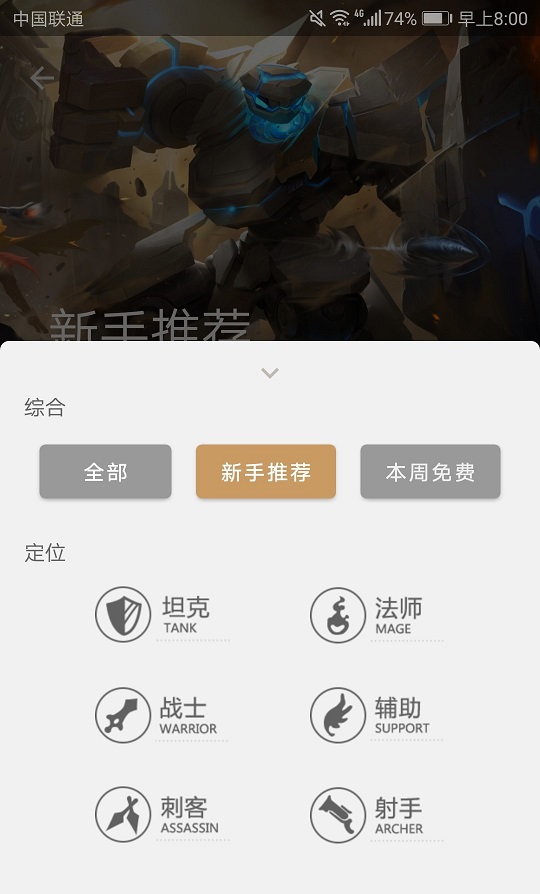 中国联通 4G 74% 早上8:00
新手推荐
综合
全部 新手推荐 本周免费
定位
坦克 法师
TANK MAGE
战士 辅助
WARRIOR SUPPORT
刺客 射手
ASSASSIN ARCHER